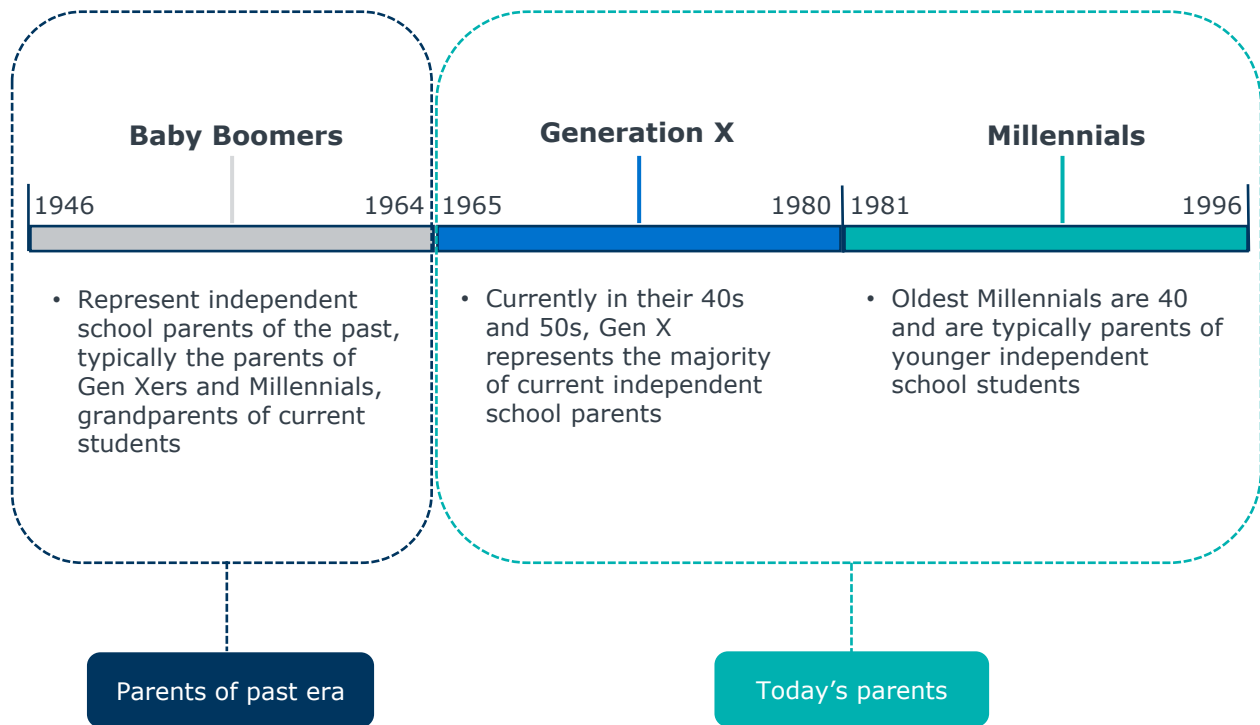 Baby Boomers
1946
1964
• Represent independent
school parents of the past,
typically the parents of
Gen Xers and Millennials,
grandparents of current
students
Generation X
1965
1980
• Currently in their 40s
and 50s, Gen X
represents the majority
of current independent
school parents
Millennials
1981
1996
• Oldest Millennials are 40
and are typically parents of
younger independent
school students
Parents of past era
Today’s parents